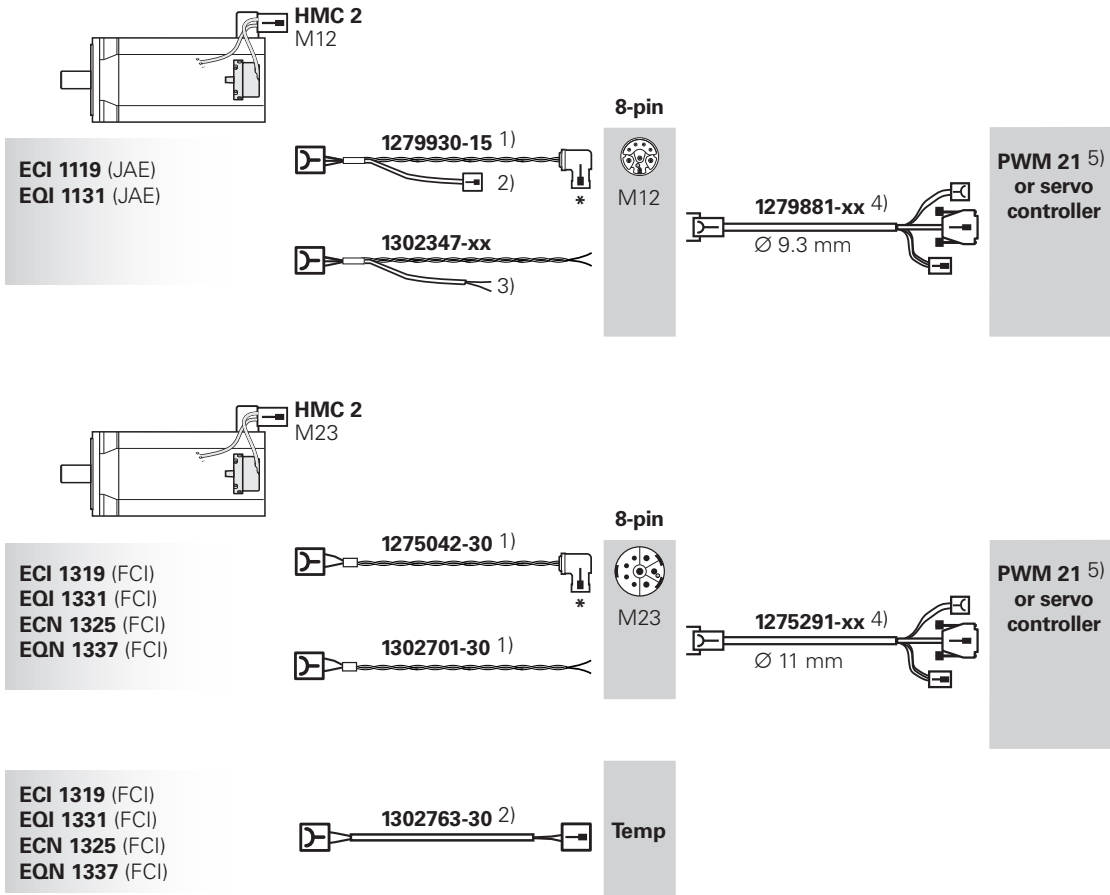 HMC 2
M12
8-pin
ECI 1119 (JAE)
EQI 1131 (JAE)
1279930-15 1)
2)
*
1302347-xx
3)
M12
1279881-xx 4)
Ø 9.3 mm
PWM 21 5)
or servo
controller
HMC 2
M23
8-pin
ECI 1319 (FCI)
EQI 1331 (FCI)
ECN 1325 (FCI)
EQN 1337 (FCI)
1275042-30 1)
*
1302701-30 1)
M23
1275291-xx 4)
Ø 11 mm
PWM 21 5)
or servo
controller
ECI 1319 (FCI)
EQI 1331 (FCI)
ECN 1325 (FCI)
EQN 1337 (FCI)
1302763-30 2)
Temp